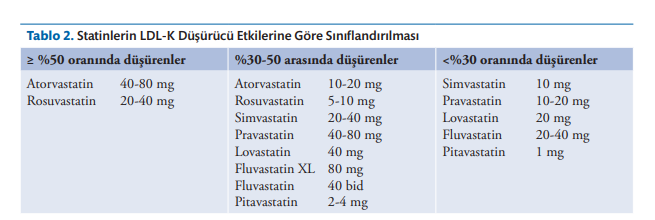 Tablo 2. Statinlerin LDL-K Düşürücü Etkilerine Göre Sınıflandırılması
≥ %50 oranında düşürenler %30-50 arasında düşürenler <%30 oranında düşürenler
Atorvastatin 40-80 mg Atorvastatin 10-20 mg Simvastatin 10 mg
Rosuvastatin 20-40 mg Rosuvastatin 5-10 mg Pravastatin 10-20 mg
Simvastatin 20-40 mg Lovastatin 20 mg
Pravastatin 40-80 mg Fluvastatin 20-40 mg
Lovastatin 40 mg Pitavastatin 1 mg
Fluvastatin XL 80 mg
Fluvastatin 40 bid
Pitavastatin 2-4 mg